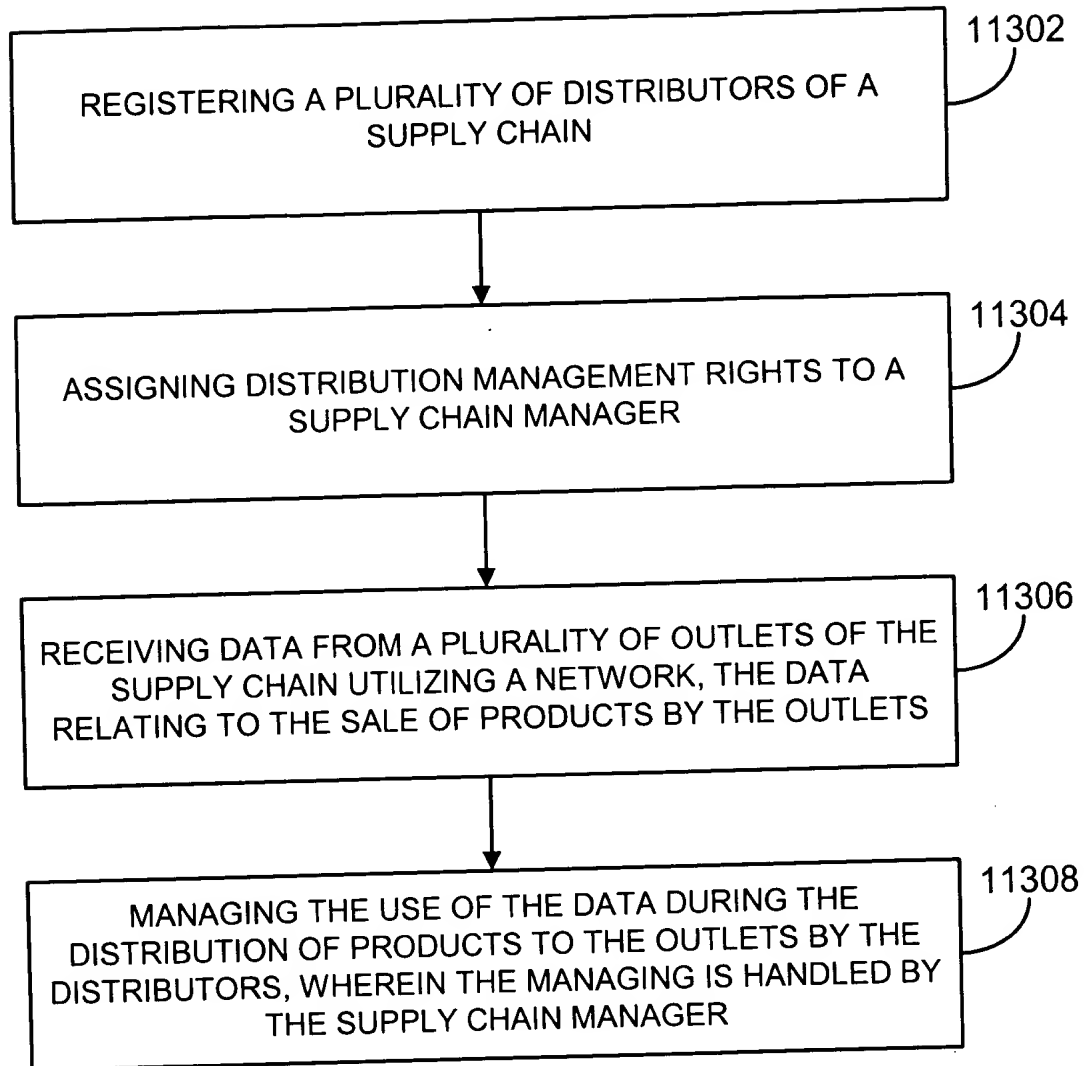 11302
REGISTERING A PLURALITY OF DISTRIBUTORS OF A
SUPPLY CHAIN
11304
ASSIGNING DISTRIBUTION MANAGEMENT RIGHTS TO A
SUPPLY CHAIN MANAGER
11306
RECEIVING DATA FROM A PLURALITY OF OUTLETS OF THE
SUPPLY CHAIN UTILIZING A NETWORK, THE DATA
RELATING TO THE SALE OF PRODUCTS BY THE OUTLETS
11308
MANAGING THE USE OF THE DATA DURING THE
DISTRIBUTION OF PRODUCTS TO THE OUTLETS BY THE
DISTRIBUTORS, WHEREIN THE MANAGING IS HANDLED BY
THE SUPPLY CHAIN MANAGER